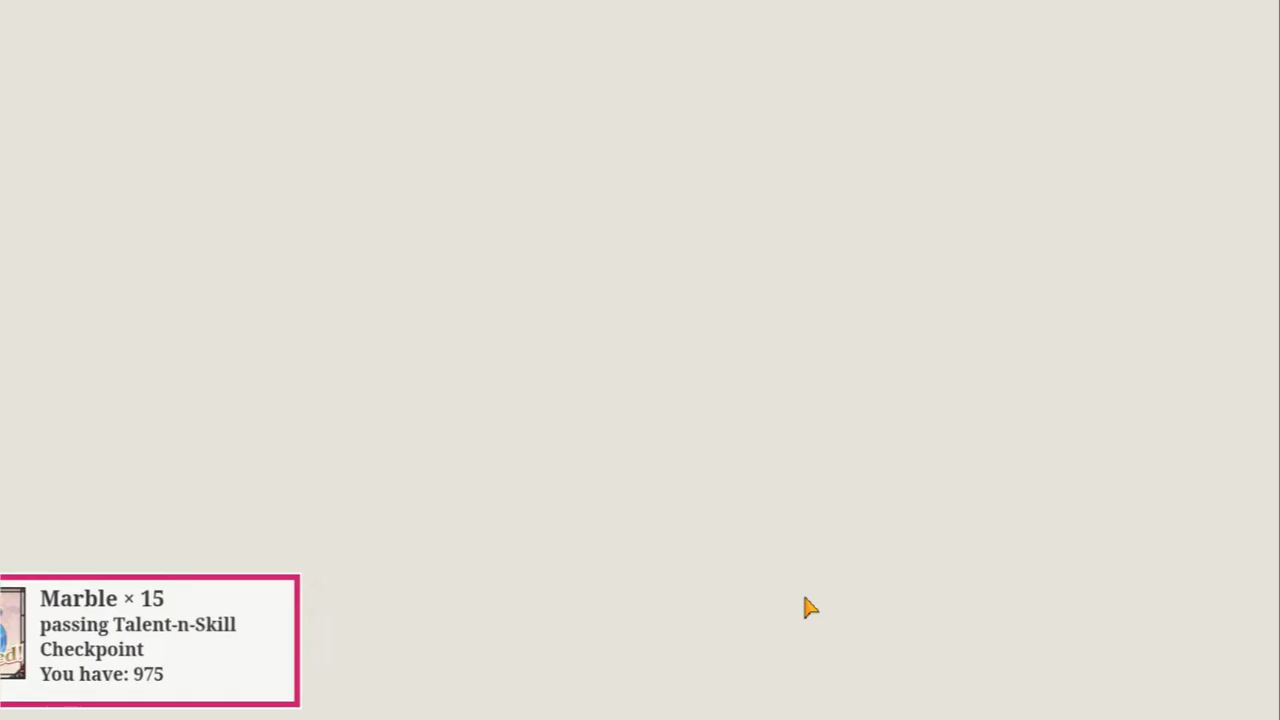 Marble × 15
passing Talent-n-Skill
Checkpoint
You have: 975